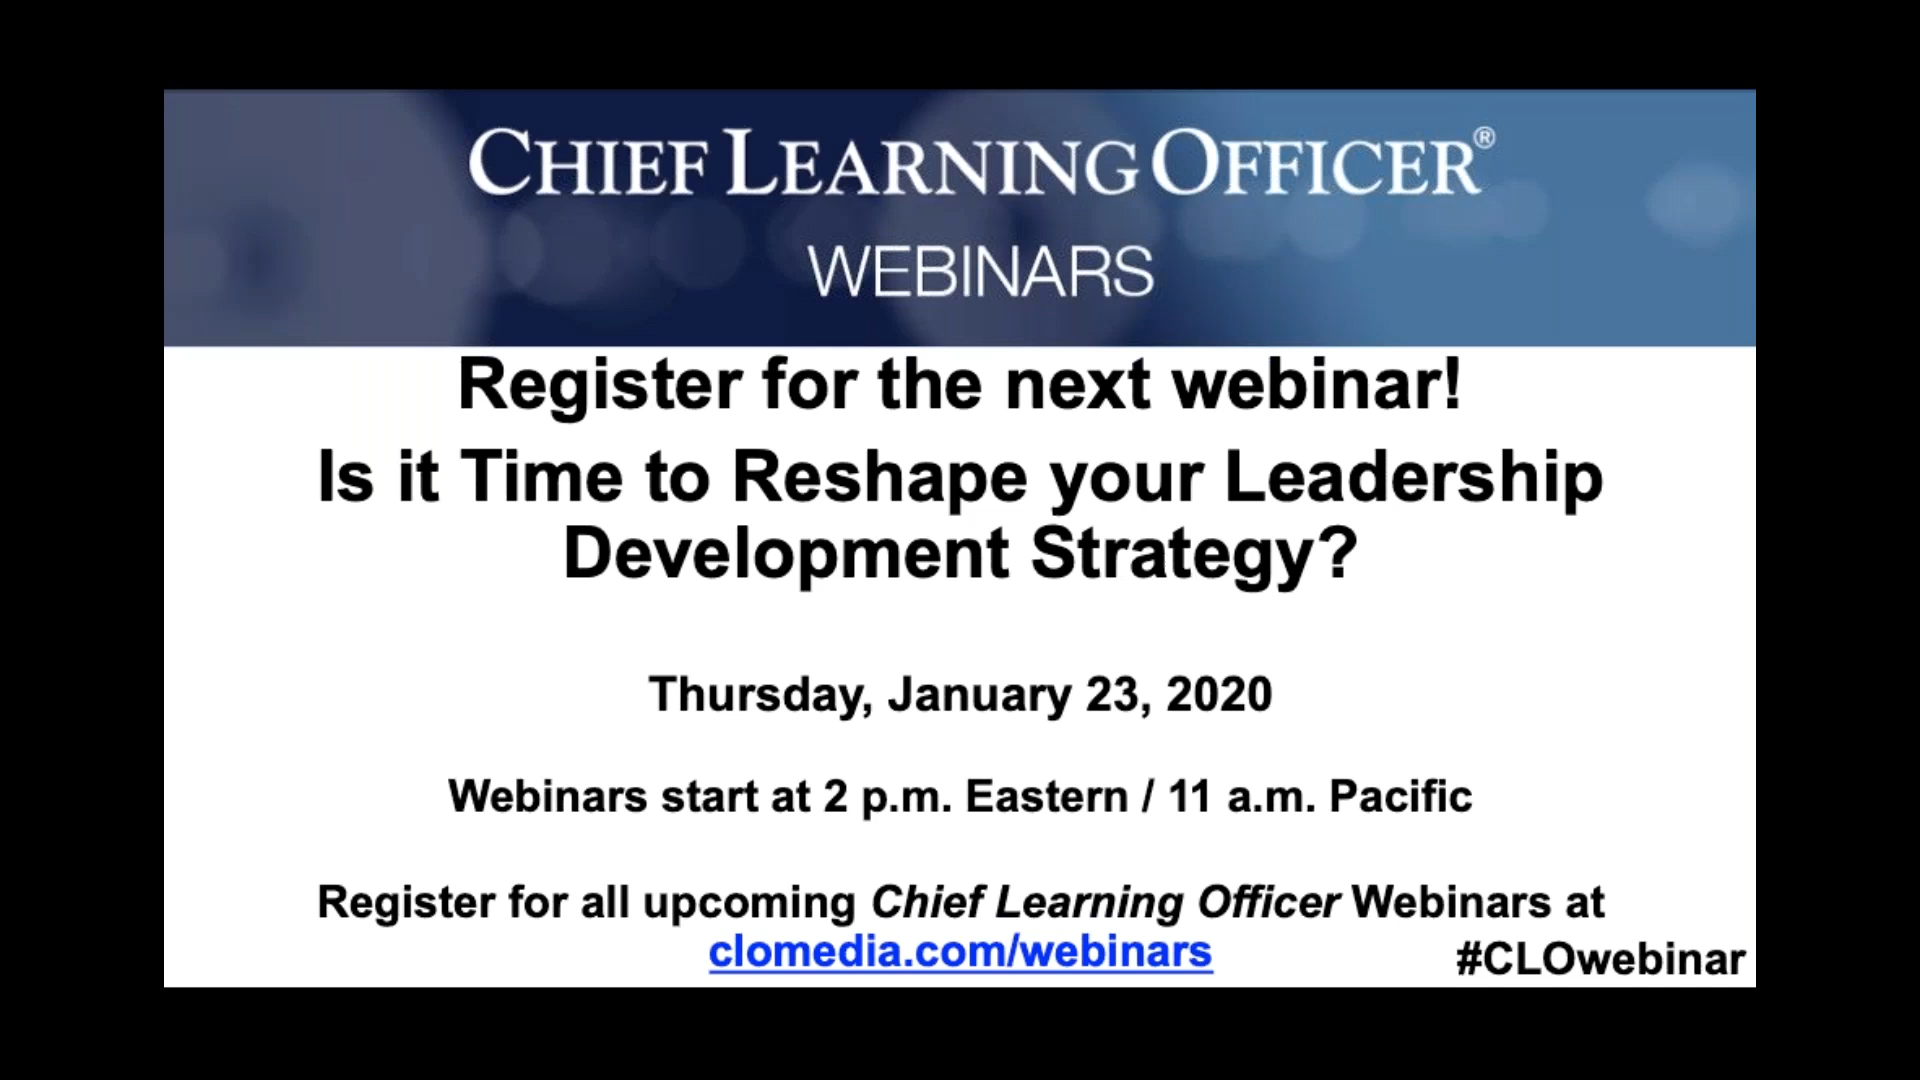 CHIEF LEARNING OFFICER®
WEBINARS
Register for the next webinar!
Is it Time to Reshape your Leadership
Development Strategy?
Thursday, January 23, 2020
Webinars start at 2 p.m. Eastern / 11 a.m. Pacific
Register for all upcoming Chief Learning Officer Webinars at
clomedia.com/webinars
#CLOwebinar